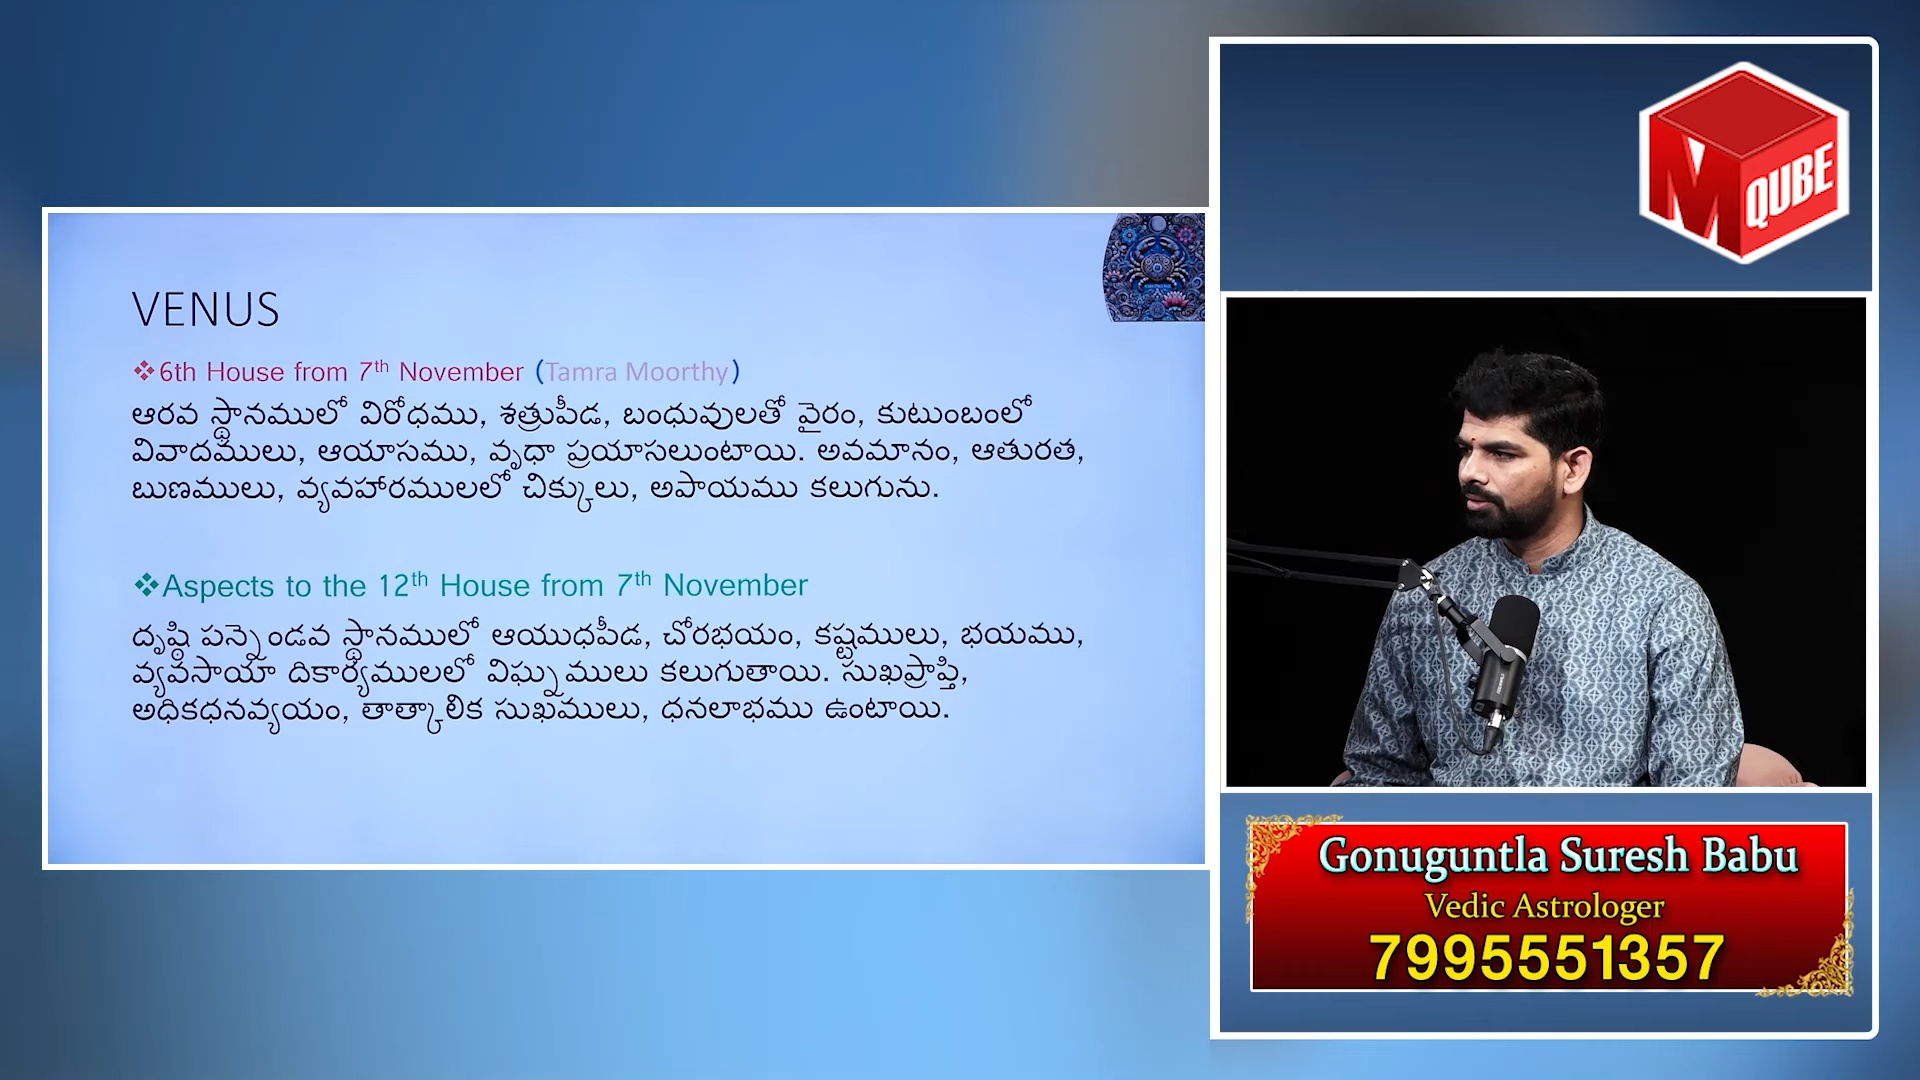 VENUS
❖6th House from 7th November (Tamra Moorthy)
ఆరవ స్థానములో విరోధము, శత్రుపీడ, బంధువులతో వైరం, కుటుంబంలో
వివాదములు, ఆయాసము, వృధా ప్రయాసలుంటాయి. అవమానం, ఆతురత,
బుణములు, వ్యవహారములలో చిక్కులు, అపాయము కలుగును.
❖Aspects to the 12th House from 7th November
దృష్ఠి పన్నెండవ స్థానములో ఆయుధపీడ, చోరభయం, కష్టములు, భయము,
వ్యవసాయా దికార్యములలో విఘ్నములు కలుగుతాయి. సుఖప్రాప్తి,
అధికధనవ్యయం, తాత్కాలిక సుఖములు, ధనలాభము ఉంటాయి.
M QUBE
Gonuguntla Suresh Babu
Vedic Astrologer
7995551357